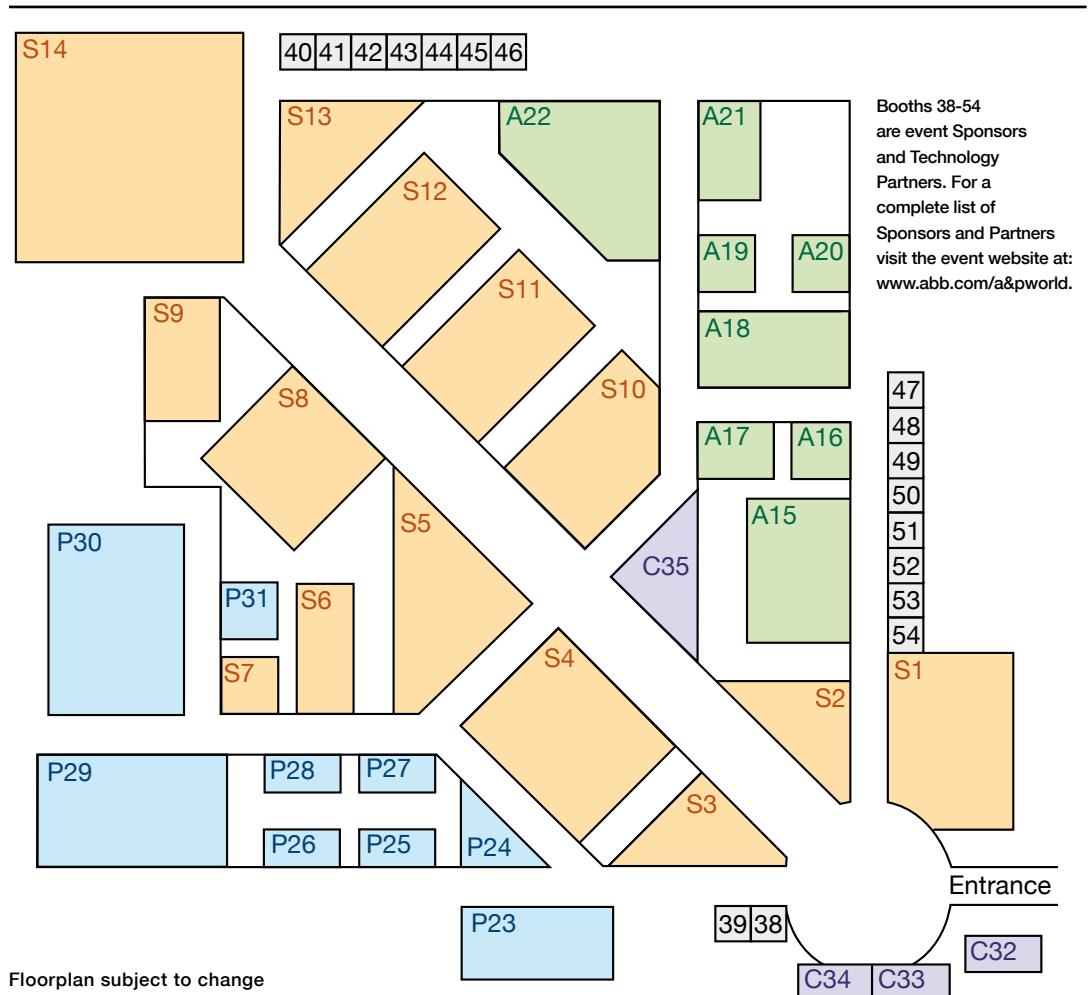 S14
40 41 42 43 44 45 46
S13
A22
A21
Booths 38-54
are event Sponsors
and Technology
Partners. For a
complete list of
Sponsors and Partners
visit the event website at:
www.abb.com/a&pworld.
S12
A19
A20
S11
S9
A18
S10
S8
47
48
49
50
51
52
53
54
A17
A16
A15
S5
P30
C35
P31
S6
S7
S4
S1
S2
P29
P28
P27
S3
P26
P25
P24
Entrance
P23
39 38
C32
C34
C33
Floorplan subject to change